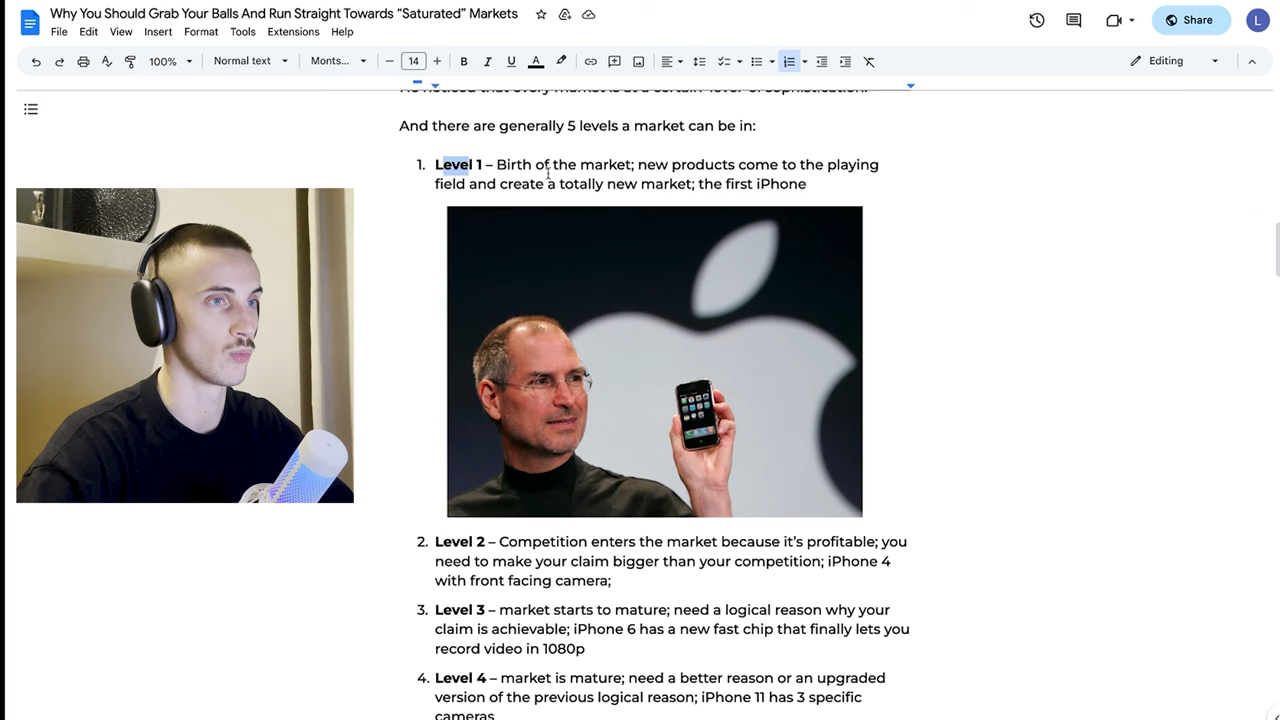 Why You Should Grab Your Balls And Run Straight Towards “Saturated” Markets
File Edit View Insert Format Tools Extensions Help
Share
L
100% Normal text Monts... 14 B I U A Editing
And there are generally 5 levels a market can be in:
1. Level 1 – Birth of the market; new products come to the playing
field and create a totally new market; the first iPhone
2. Level 2 – Competition enters the market because it’s profitable; you
need to make your claim bigger than your competition; iPhone 4
with front facing camera;
3. Level 3 – market starts to mature; need a logical reason why your
claim is achievable; iPhone 6 has a new fast chip that finally lets you
record video in 1080p
4. Level 4 – market is mature; need a better reason or an upgraded
version of the previous logical reason; iPhone 11 has 3 specific
cameras